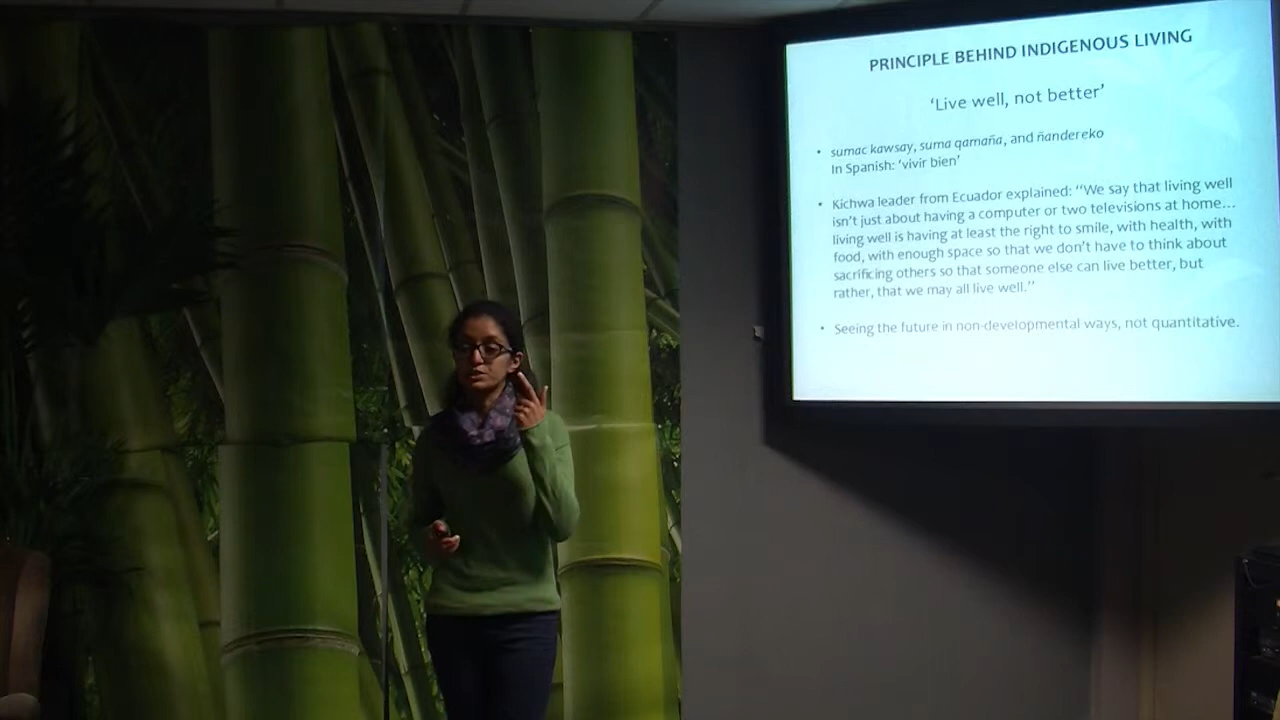 PRINCIPLE BEHIND INDIGENOUS LIVING
‘Live well, not better’
• sumac kawsay, suma qamaña, and ñandereko
In Spanish: ‘vivir bien’
• Kichwa leader from Ecuador explained: “We say that living well
isn’t just about having a computer or two televisions at home…
living well is having at least the right to smile, with health, with
food, with enough space so that we don’t have to think about
sacrificing others so that someone else can live better, but
rather, that we may all live well.”
• Seeing the future in non-developmental ways, not quantitative.